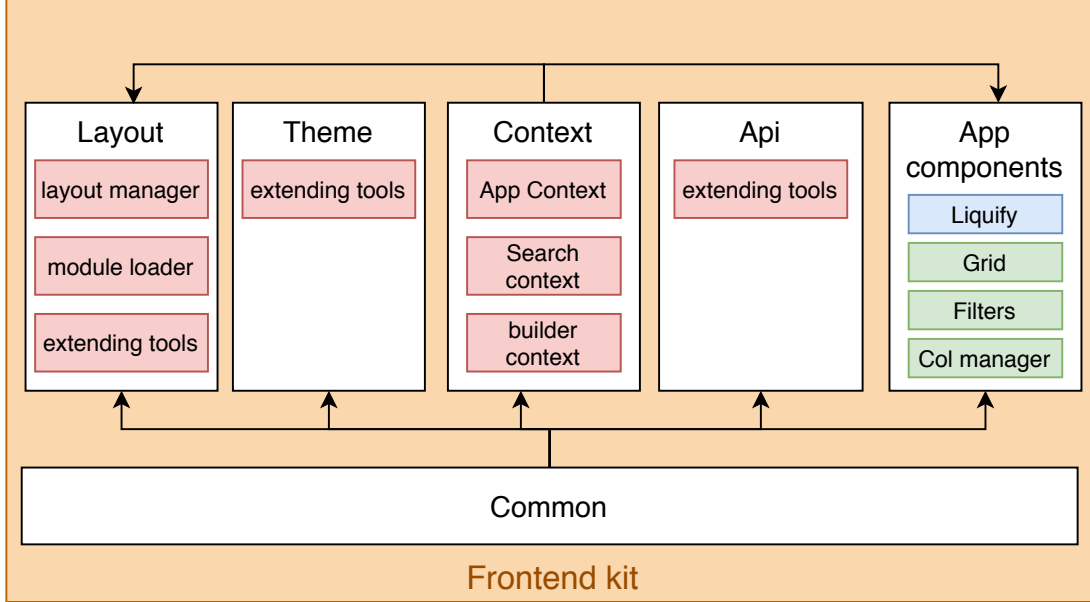 Layout
layout manager
module loader
extending tools
Theme
extending tools
Context
App Context
Search
context
builder
context
Api
extending tools
App
components
Liquify
Grid
Filters
Col manager
Common
Frontend kit